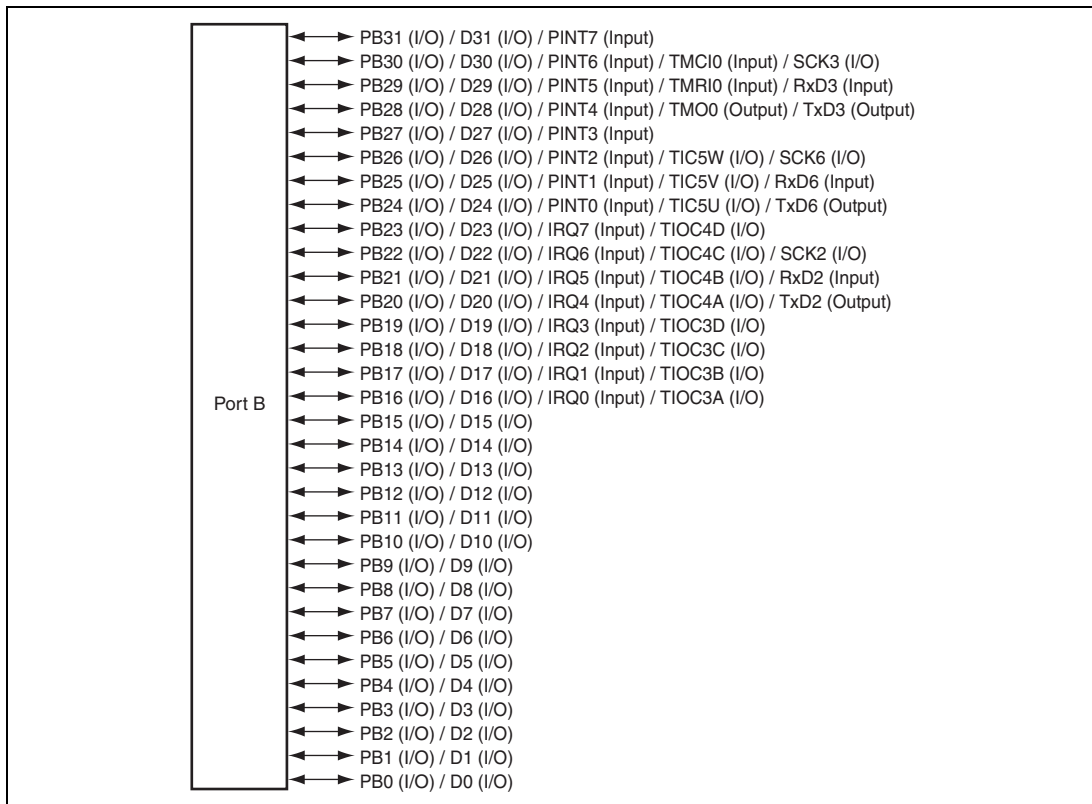 PB31 (I/O) / D31 (I/O) / PINT7 (Input)
PB30 (I/O) / D30 (I/O) / PINT6 (Input) / TMCI0 (Input) / SCK3 (I/O)
PB29 (I/O) / D29 (I/O) / PINT5 (Input) / TMRI0 (Input) / RxD3 (Input)
PB28 (I/O) / D28 (I/O) / PINT4 (Input) / TMO0 (Output) / TxD3 (Output)
PB27 (I/O) / D27 (I/O) / PINT3 (Input)
PB26 (I/O) / D26 (I/O) / PINT2 (Input) / TIC5W (I/O) / SCK6 (I/O)
PB25 (I/O) / D25 (I/O) / PINT1 (Input) / TIC5V (I/O) / RxD6 (Input)
PB24 (I/O) / D24 (I/O) / PINT0 (Input) / TIC5U (I/O) / TxD6 (Output)
PB23 (I/O) / D23 (I/O) / IRQ7 (Input) / TIOC4D (I/O)
PB22 (I/O) / D22 (I/O) / IRQ6 (Input) / TIOC4C (I/O) / SCK2 (I/O)
PB21 (I/O) / D21 (I/O) / IRQ5 (Input) / TIOC4B (I/O) / RxD2 (Input)
PB20 (I/O) / D20 (I/O) / IRQ4 (Input) / TIOC4A (I/O) / TxD2 (Output)
PB19 (I/O) / D19 (I/O) / IRQ3 (Input) / TIOC3D (I/O)
PB18 (I/O) / D18 (I/O) / IRQ2 (Input) / TIOC3C (I/O)
PB17 (I/O) / D17 (I/O) / IRQ1 (Input) / TIOC3B (I/O)
Port B
PB16 (I/O) / D16 (I/O) / IRQ0 (Input) / TIOC3A (I/O)
PB15 (I/O) / D15 (I/O)
PB14 (I/O) / D14 (I/O)
PB13 (I/O) / D13 (I/O)
PB12 (I/O) / D12 (I/O)
PB11 (I/O) / D11 (I/O)
PB10 (I/O) / D10 (I/O)
PB9 (I/O) / D9 (I/O)
PB8 (I/O) / D8 (I/O)
PB7 (I/O) / D7 (I/O)
PB6 (I/O) / D6 (I/O)
PB5 (I/O) / D5 (I/O)
PB4 (I/O) / D4 (I/O)
PB3 (I/O) / D3 (I/O)
PB2 (I/O) / D2 (I/O)
PB1 (I/O) / D1 (I/O)
PB0 (I/O) / D0 (I/O)